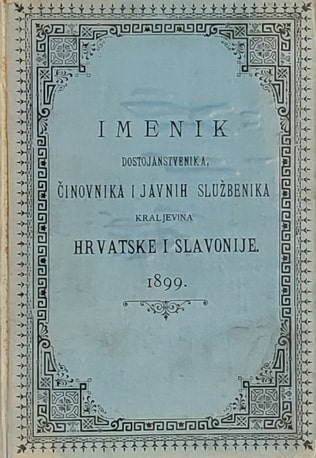 IMENIK
DOSTOJANSTVENIKA,
ČINOVNIKA I JAVNIH SLUŽBENIKA
KRALJEVINA
HRVATSKE I SLAVONIJE.
1899.